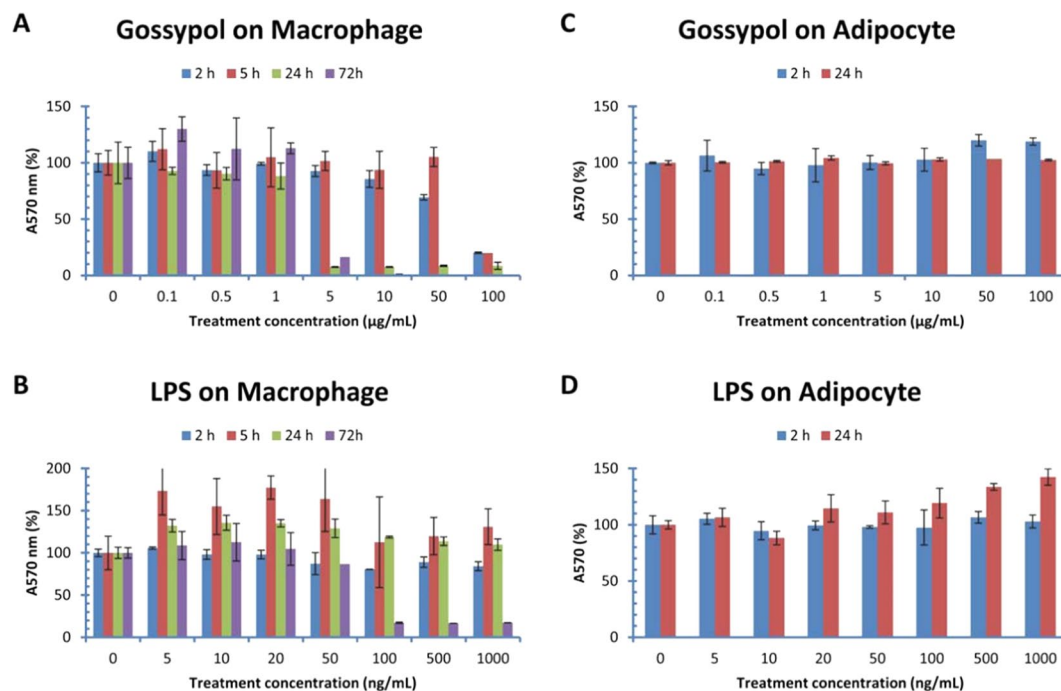 A
Gossypol on Macrophage
2 h 5 h 24 h 72h
150
100
50
0
A570 nm (%)
0 0.1 0.5 1 5 10 50 100
Treatment concentration (μg/mL)
C
Gossypol on Adipocyte
2 h 24 h
150
100
50
0
A570 (%)
0 0.1 0.5 1 5 10 50 100
Treatment concentration (μg/mL)
B
LPS on Macrophage
2 h 5 h 24 h 72h
200
150
100
50
0
A570 nm (%)
0 5 10 20 50 100 500 1000
Treatment concentration (ng/mL)
D
LPS on Adipocyte
2 h 24 h
150
100
50
0
A570 (%)
0 5 10 20 50 100 500 1000
Treatment concentration (ng/mL)